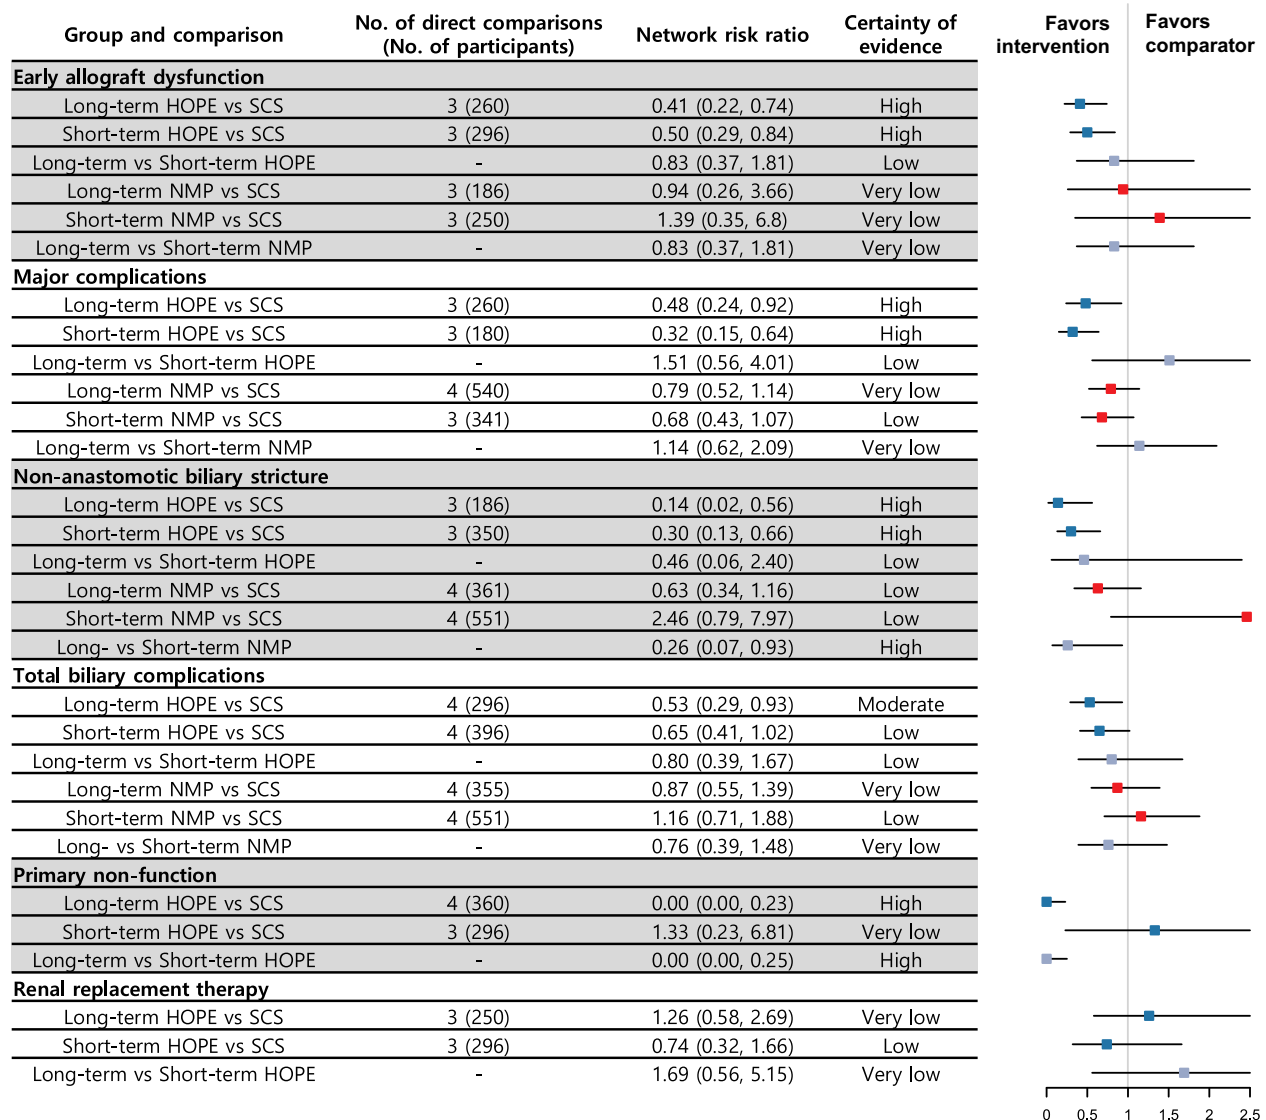 Group and comparison No. of direct comparisons (No. of participants) Network risk ratio Certainty of evidence Favors intervention Favors comparator
Early allograft dysfunction
Long-term HOPE vs SCS 3 (260) 0.41 (0.22, 0.74) High
Short-term HOPE vs SCS 3 (296) 0.50 (0.29, 0.84) High
Long-term vs Short-term HOPE - 0.83 (0.37, 1.81) Low
Long-term NMP vs SCS 3 (186) 0.94 (0.26, 3.66) Very low
Short-term NMP vs SCS 3 (250) 1.39 (0.35, 6.8) Very low
Long-term vs Short-term NMP - 0.83 (0.37, 1.81) Very low
Major complications
Long-term HOPE vs SCS 3 (260) 0.48 (0.24, 0.92) High
Short-term HOPE vs SCS 3 (180) 0.32 (0.15, 0.64) High
Long-term vs Short-term HOPE - 1.51 (0.56, 4.01) Low
Long-term NMP vs SCS 4 (540) 0.79 (0.52, 1.14) Very low
Short-term NMP vs SCS 3 (341) 0.68 (0.43, 1.07) Low
Long-term vs Short-term NMP - 1.14 (0.62, 2.09) Very low
Non-anastomotic biliary stricture
Long-term HOPE vs SCS 3 (186) 0.14 (0.02, 0.56) High
Short-term HOPE vs SCS 3 (350) 0.30 (0.13, 0.66) High
Long-term vs Short-term HOPE - 0.46 (0.06, 2.40) Low
Long-term NMP vs SCS 4 (361) 0.63 (0.34, 1.16) Low
Short-term NMP vs SCS 4 (551) 2.46 (0.79, 7.97) Low
Long- vs Short-term NMP - 0.26 (0.07, 0.93) High
Total biliary complications
Long-term HOPE vs SCS 4 (296) 0.53 (0.29, 0.93) Moderate
Short-term HOPE vs SCS 4 (396) 0.65 (0.41, 1.02) Low
Long-term vs Short-term HOPE - 0.80 (0.39, 1.67) Low
Long-term NMP vs SCS 4 (355) 0.87 (0.55, 1.39) Very low
Short-term NMP vs SCS 4 (551) 1.16 (0.71, 1.88) Low
Long- vs Short-term NMP - 0.76 (0.39, 1.48) Very low
Primary non-function
Long-term HOPE vs SCS 4 (360) 0.00 (0.00, 0.23) High
Short-term HOPE vs SCS 3 (296) 1.33 (0.23, 6.81) Very low
Long-term vs Short-term HOPE - 0.00 (0.00, 0.25) High
Renal replacement therapy
Long-term HOPE vs SCS 3 (250) 1.26 (0.58, 2.69) Very low
Short-term HOPE vs SCS 3 (296) 0.74 (0.32, 1.66) Low
Long-term vs Short-term HOPE - 1.69 (0.56, 5.15) Very low
0 0.5 1 2 2.5